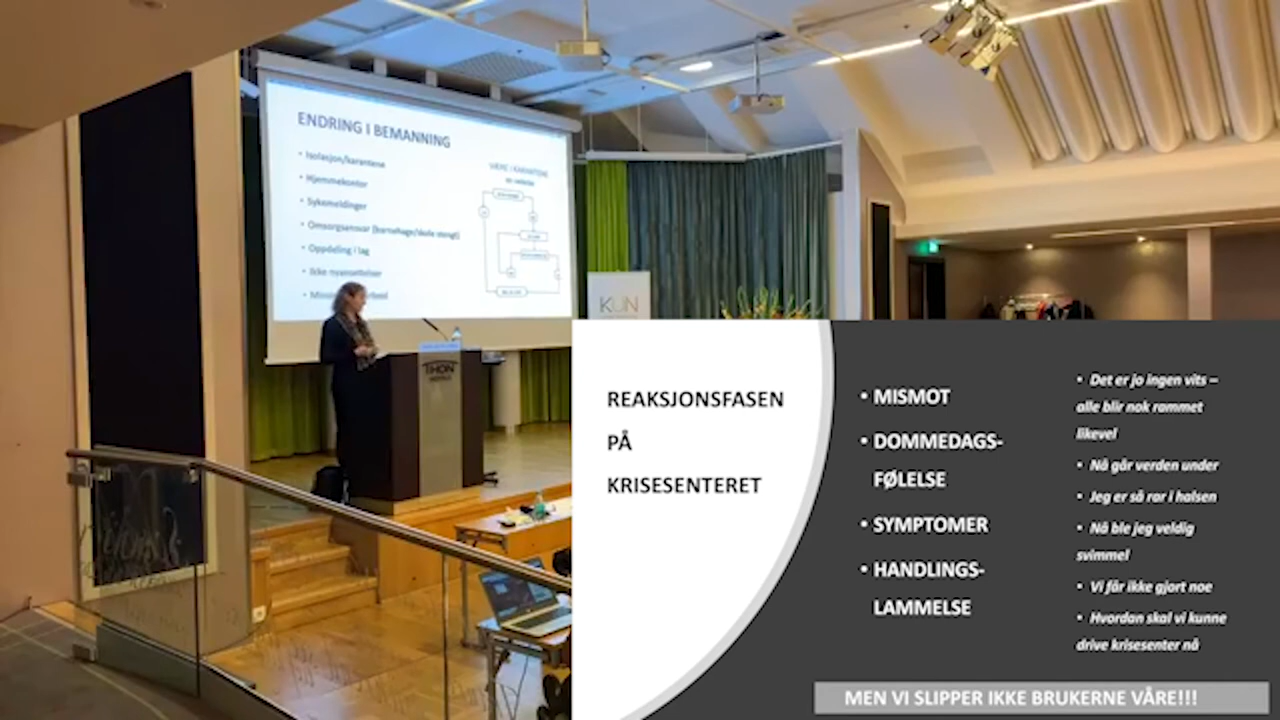 ENDRING I BEMANNING
• Isolasjon/karantene
• Hjemmekontor
• Sykemeldinger
• Omsorgsansvar (barnehage/skole stengt)
• Oppdeling i lag
• Ikke nyansettelser
KUN
THON
REAKSJONSFASEN
PÅ
KRISESENTERET
• MISMOT
• DOMMEDAGS-
FØLELSE
• SYMPTOMER
• HANDLINGS-
LAMMELSE
• Det er jo ingen vits –
alle blir nok rammet
likevel
• Nå går verden under
• Jeg er så rar i halsen
• Nå ble jeg veldig
svimmel
• Vi får ikke gjort noe
• Hvordan skal vi kunne
drive krisesenter nå
MEN VI SLIPPER IKKE BRUKERNE VÅRE!!!